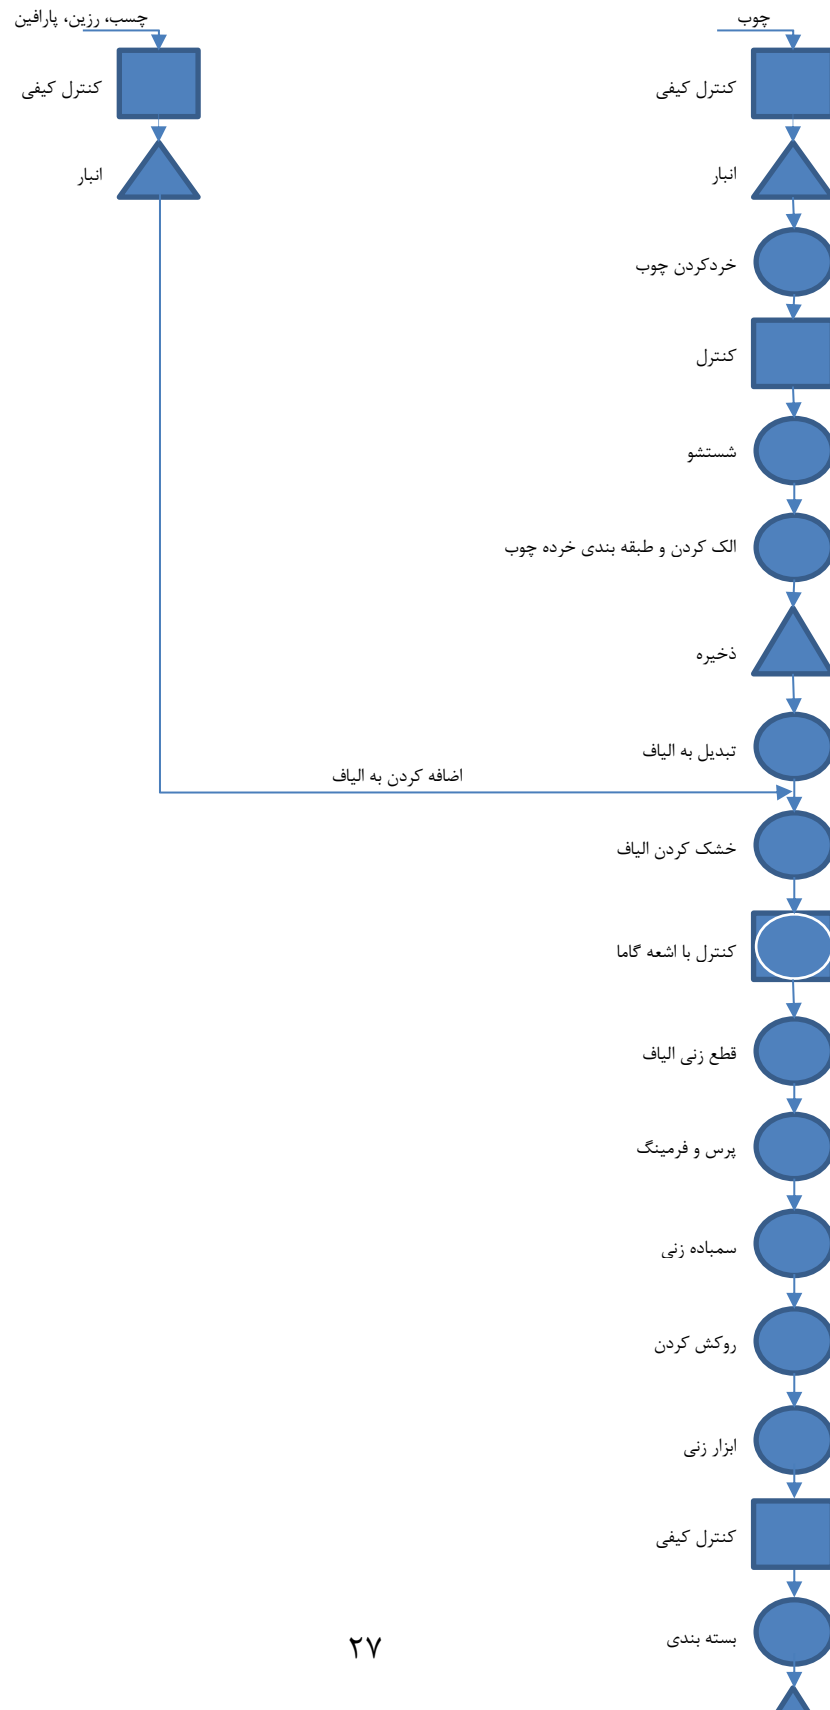 چوب
چسب، رزین، پارافین
کنترل کیفی
کنترل کیفی
انبار
انبار
خردکردن چوب
کنترل
شستشو
الک کردن و طبقه بندی خرده چوب
ذخیره
تبدیل به الیاف
اضافه کردن به الیاف
خشک کردن الیاف
کنترل با اشعه گاما
قطع زنی الیاف
پرس و فرمینگ
سمباده زنی
روکش کردن
ابزار زنی
کنترل کیفی
بسته بندی
۲۷